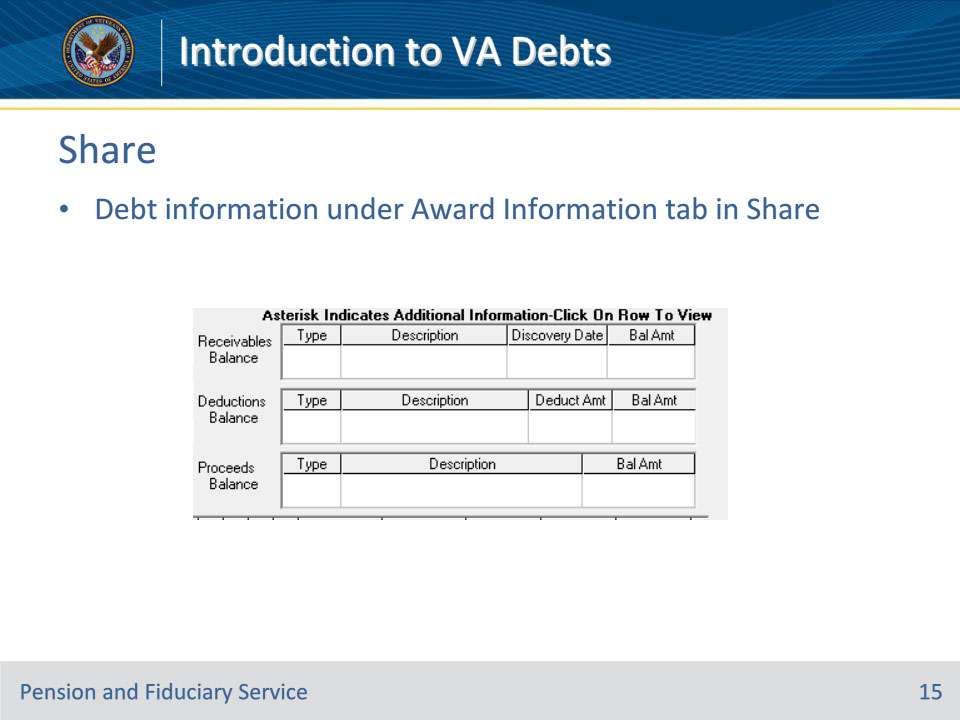 Introduction to VA Debts
Share
• Debt information under Award Information tab in Share
Asterisk Indicates Additional Information-Click On Row To View
Receivables Balance
Type Description Discovery Date Bal Amt
Deductions Balance
Type Description Deduct Amt Bal Amt
Proceeds Balance
Type Description Bal Amt
Pension and Fiduciary Service
15